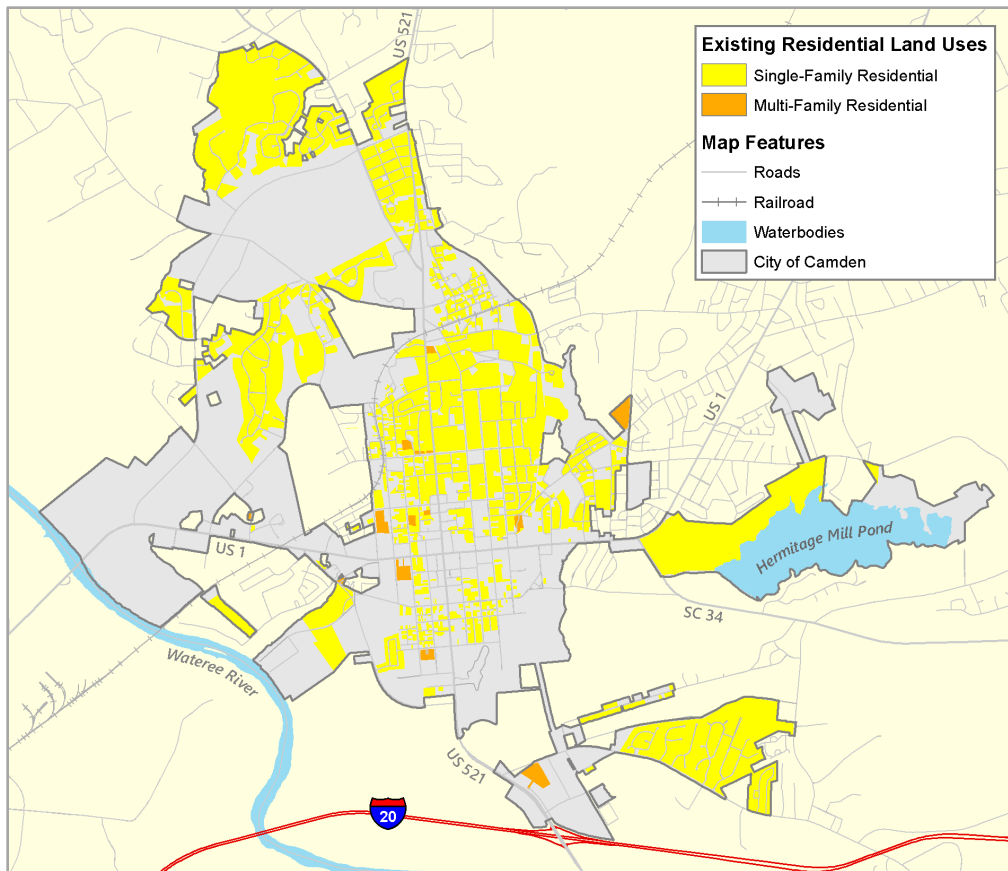 US 521
Existing Residential Land Uses
Single-Family Residential
Multi-Family Residential
Map Features
Roads
Railroad
Waterbodies
City of Camden
US 1
Hermitage Mill Pond
US 1
SC 34
Wateree River
US 521
20